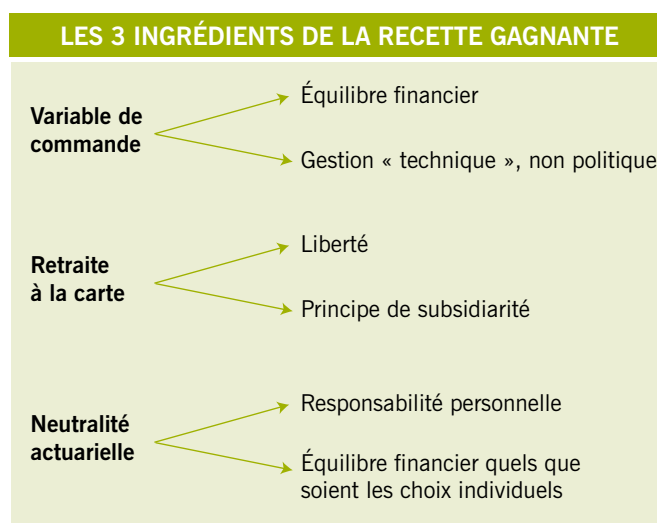 LES 3 INGRÉDIENTS DE LA RECETTE GAGNANTE
Équilibre financier
Variable de
commande
Gestion « technique », non politique
Liberté
Retraite
à la carte
Principe de subsidiarité
Responsabilité personnelle
Neutralité
actuarielle
Équilibre financier quels que
soient les choix individuels